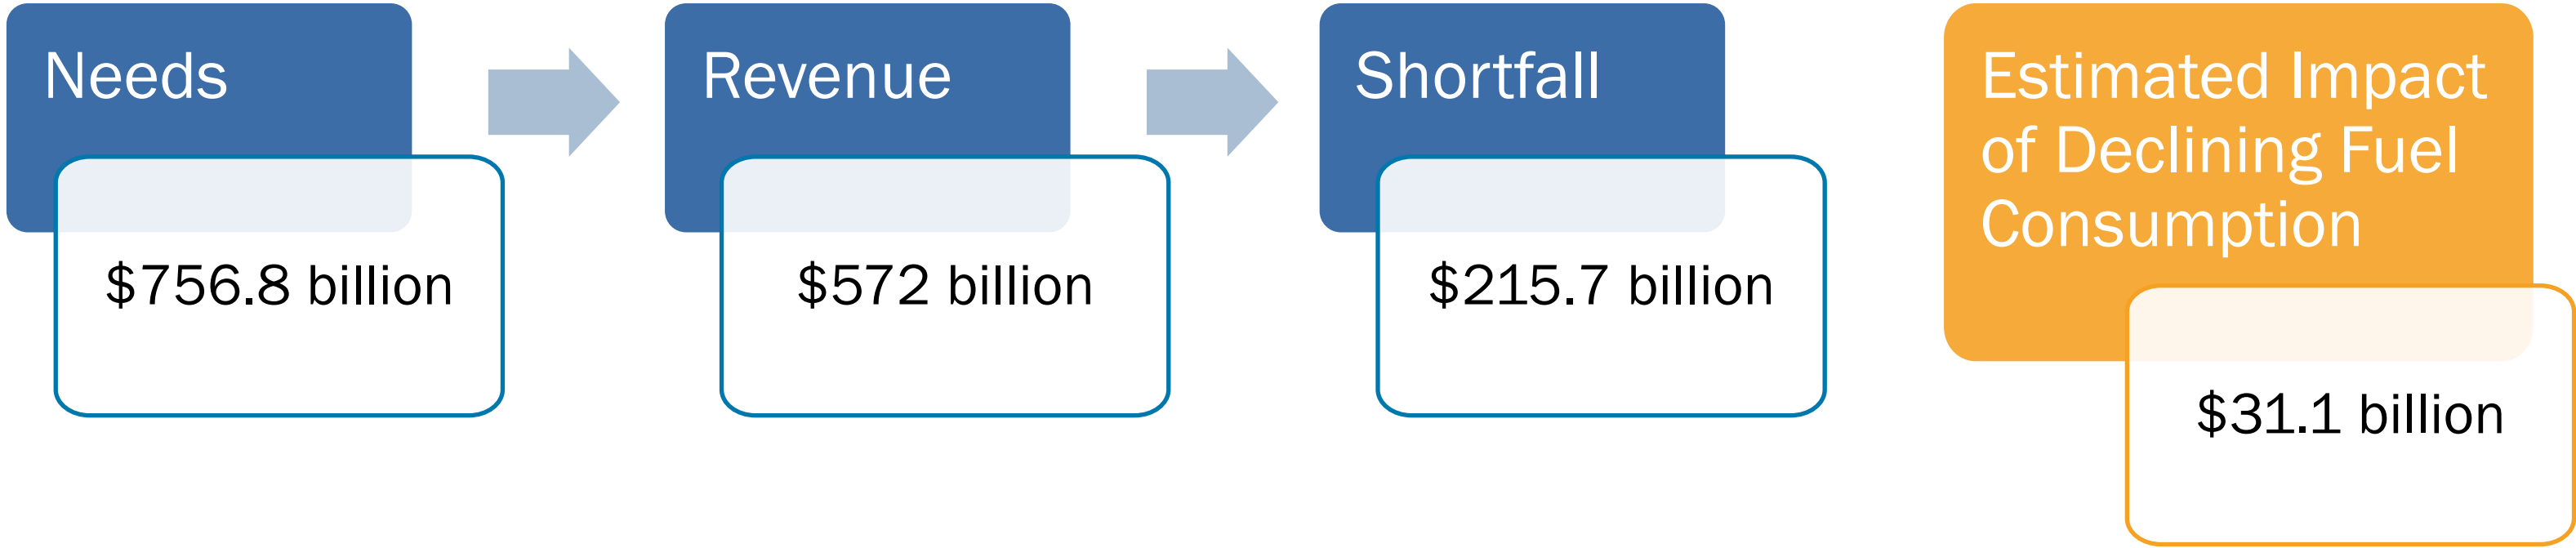 Needs
$756.8 billion
Revenue
$572 billion
Shortfall
$215.7 billion
Estimated Impact
of Declining Fuel
Consumption
$31.1 billion